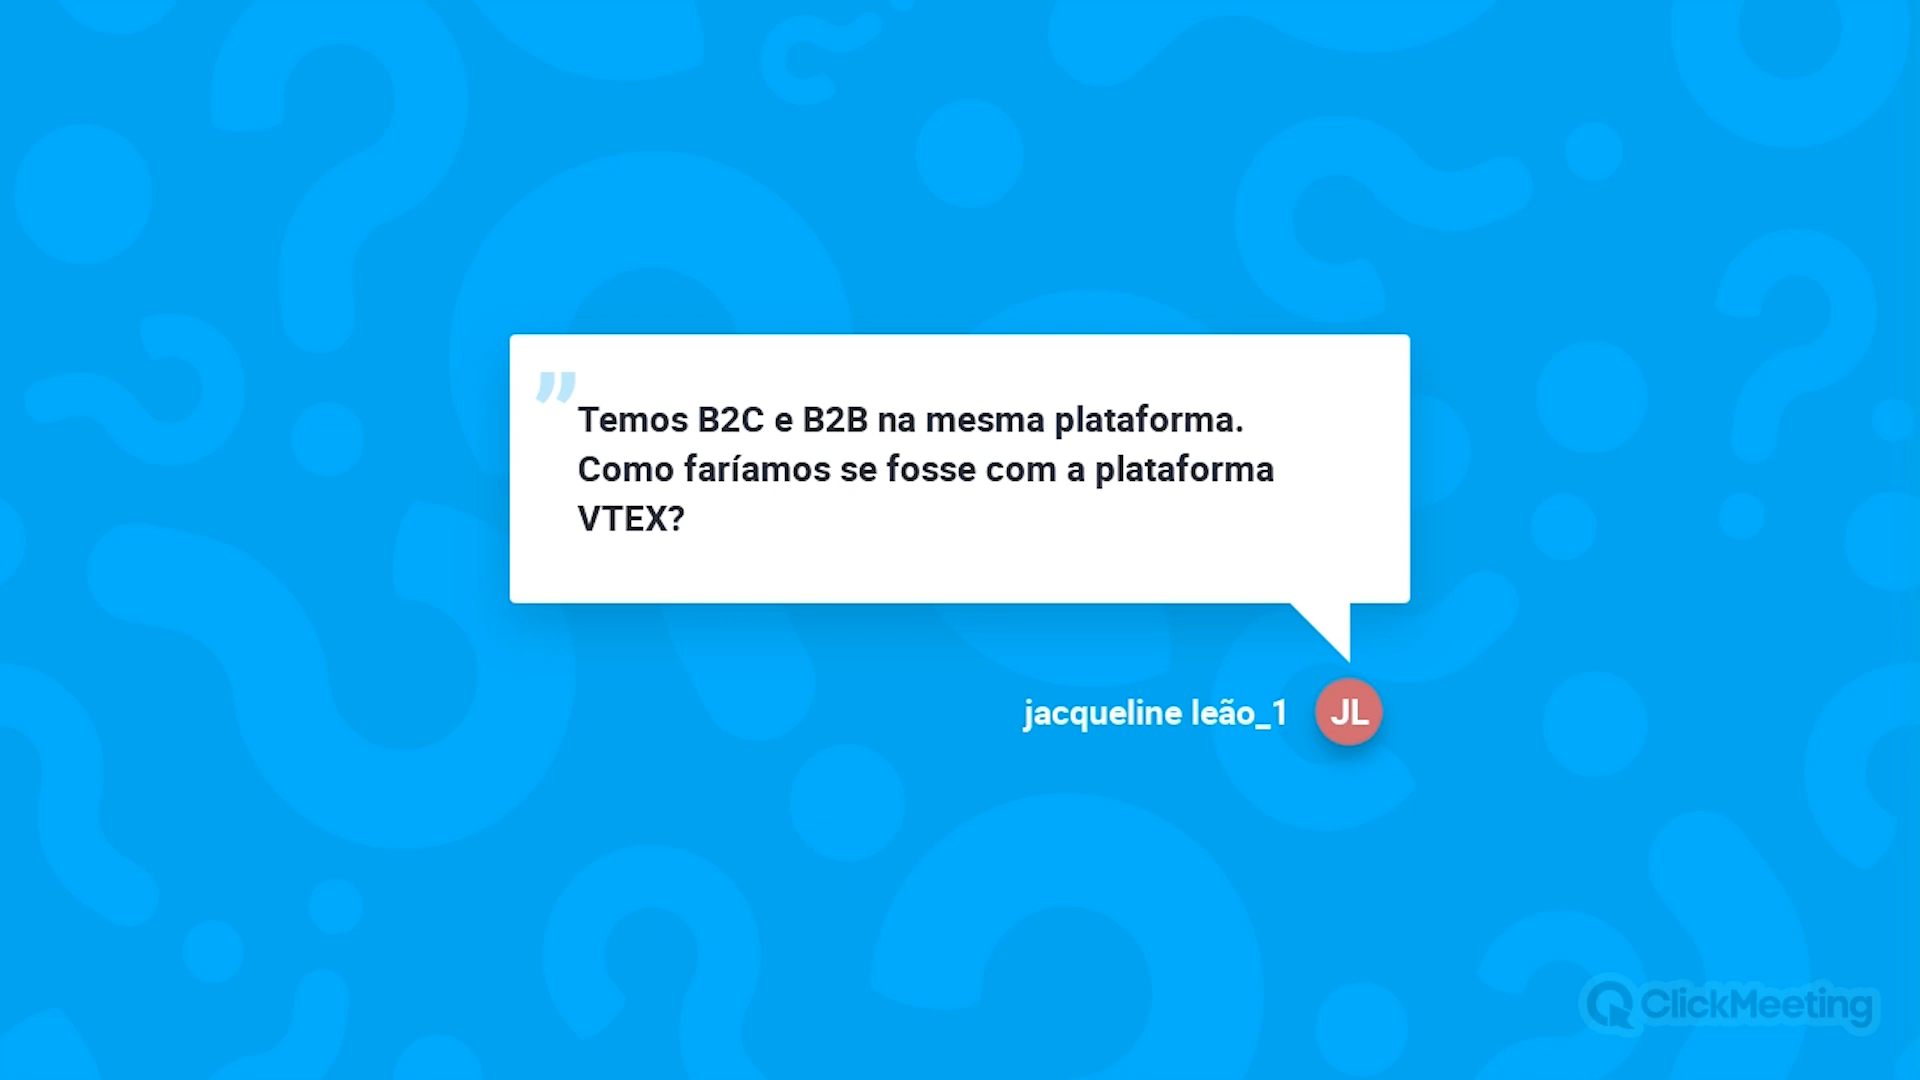 ”
Temos B2C e B2B na mesma plataforma.
Como faríamos se fosse com a plataforma
VTEX?
jacqueline leão_1
JL
ClickMeeting